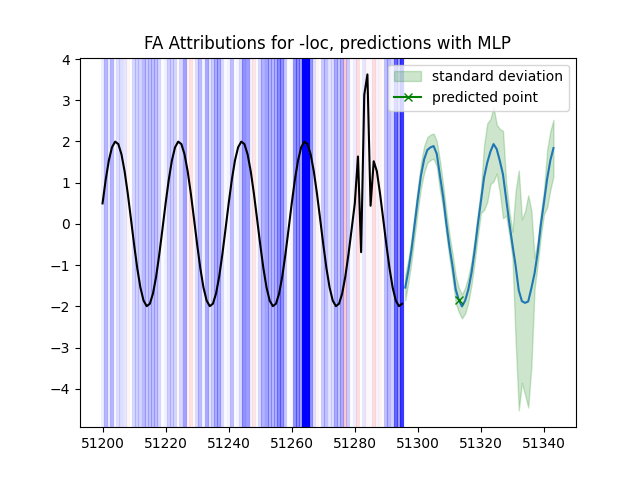 FA Attributions for -loc, predictions with MLP
standard deviation
predicted point
4
3
2
1
0
−1
−2
−3
−4
51200 51220 51240 51260 51280 51300 51320 51340